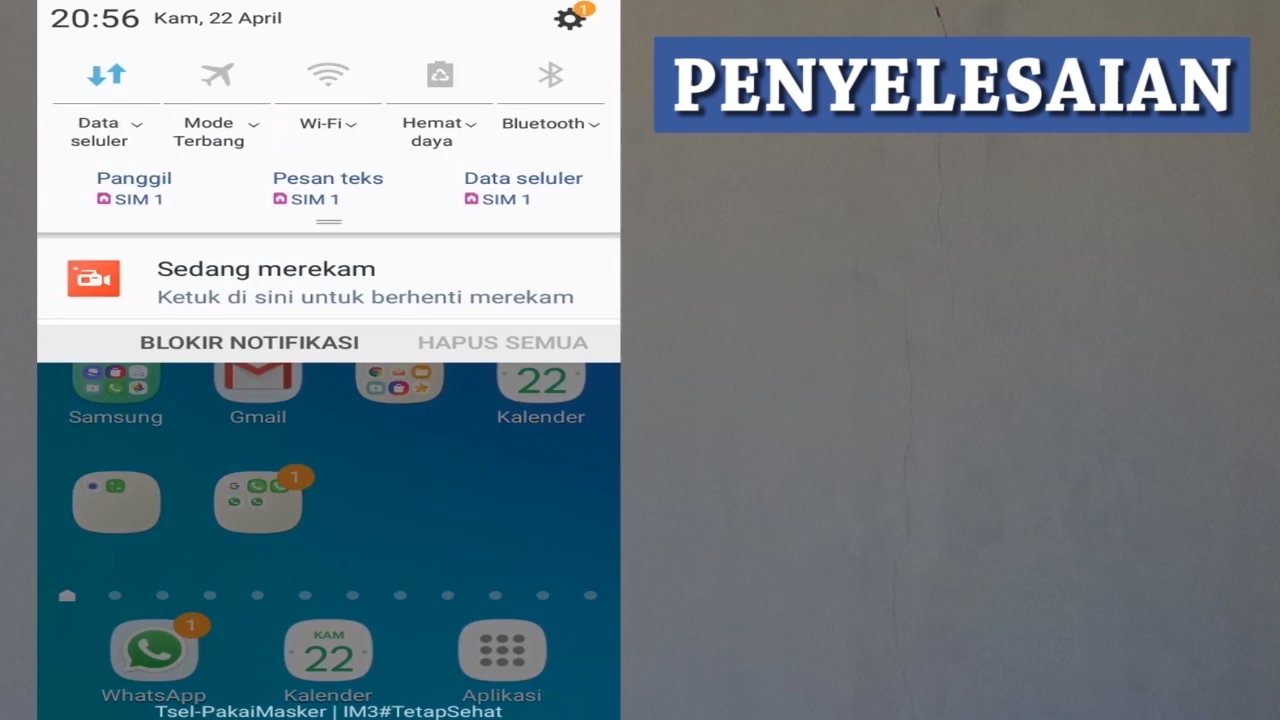 20:56 Kam, 22 April
1
PENYELESAIAN
Data seluler
Mode Terbang
Wi-Fi
Hemat daya
Bluetooth
Panggil
SIM 1
Pesan teks
SIM 1
Data seluler
SIM 1
Sedang merekam
Ketuk di sini untuk berhenti merekam
BLOKIR NOTIFIKASI
HAPUS SEMUA
22
Samsung
Gmail
Kalender
1
1
KAM
22
WhatsApp
Kalender
Aplikasi
Tsel-PakaiMasker | IM3#TetapSehat